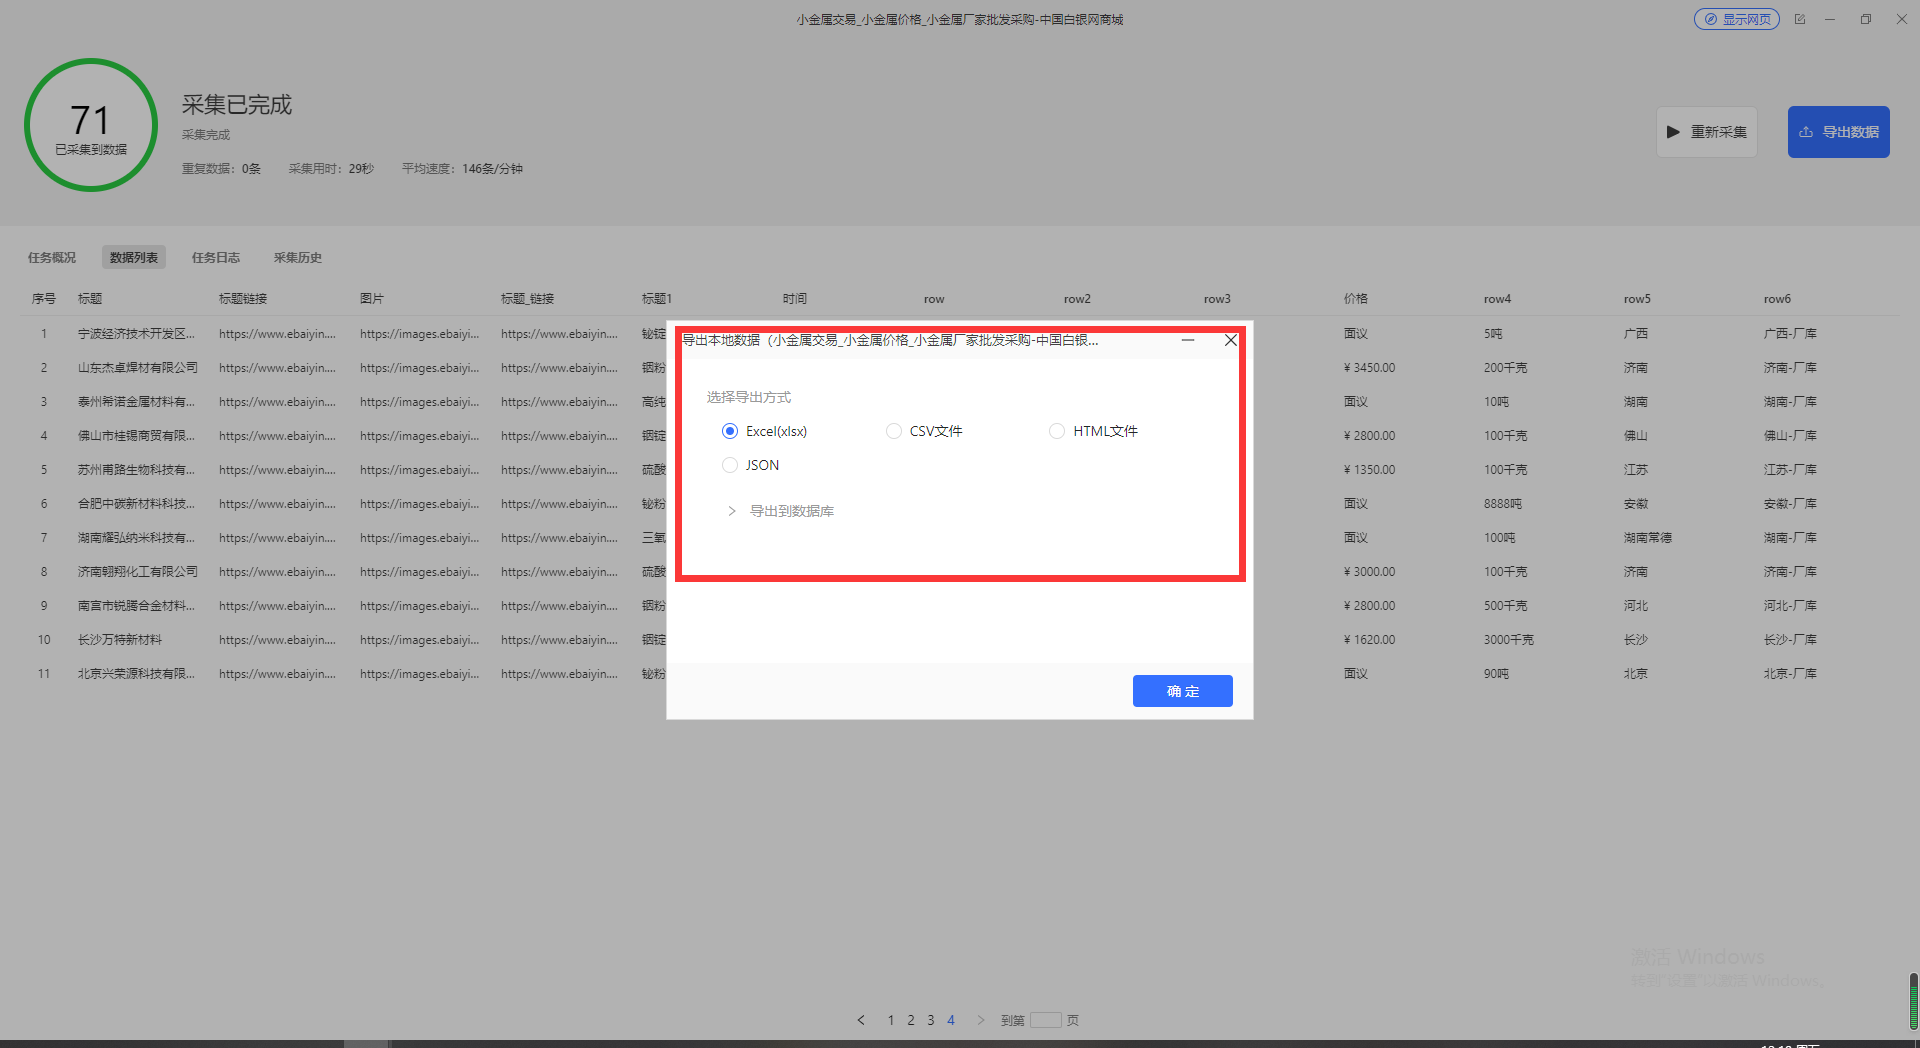 小金属交易_小金属价格_小金属厂家批发采购-中国白银网商城
显示网页
71
已采集到数据
采集已完成
采集完成
重复数据：0条 采集用时：29秒 平均速度：146条/分钟
重新采集
导出数据
任务概况 数据列表 任务日志 采集历史
序号 标题 标题链接 图片 标题_链接 标题1 时间 row row2 row3 价格 row4 row5 row6
1 宁波经济技术开发区... https://www.ebaiyin.... https://images.ebaiyi... https://www.ebaiyin.... 铋锭 面议 5吨 广西 广西-厂库
2 山东杰卓焊材有限公司 https://www.ebaiyin.... https://images.ebaiyi... https://www.ebaiyin.... 铟粉 ¥ 3450.00 200千克 济南 济南-厂库
3 泰州希诺金属材料有... https://www.ebaiyin.... https://images.ebaiyi... https://www.ebaiyin.... 高纯 面议 10吨 湖南 湖南-厂库
4 佛山市桂锡商贸有限... https://www.ebaiyin.... https://images.ebaiyi... https://www.ebaiyin.... 铟锭 ¥ 2800.00 100千克 佛山 佛山-厂库
5 苏州甫路生物科技有... https://www.ebaiyin.... https://images.ebaiyi... https://www.ebaiyin.... 硫酸 ¥ 1350.00 100千克 江苏 江苏-厂库
6 合肥中碳新材料科技... https://www.ebaiyin.... https://images.ebaiyi... https://www.ebaiyin.... 铋粉 面议 8888吨 安徽 安徽-厂库
7 湖南耀弘纳米科技有... https://www.ebaiyin.... https://images.ebaiyi... https://www.ebaiyin.... 三氧 面议 100吨 湖南常德 湖南-厂库
8 济南翱翔化工有限公司 https://www.ebaiyin.... https://images.ebaiyi... https://www.ebaiyin.... 硫酸 ¥ 3000.00 100千克 济南 济南-厂库
9 南宫市锐腾合金材料... https://www.ebaiyin.... https://images.ebaiyi... https://www.ebaiyin.... 铟粉 ¥ 2800.00 500千克 河北 河北-厂库
10 长沙万特新材料 https://www.ebaiyin.... https://images.ebaiyi... https://www.ebaiyin.... 铟锭 ¥ 1620.00 3000千克 长沙 长沙-厂库
11 北京兴荣源科技有限... https://www.ebaiyin.... https://images.ebaiyi... https://www.ebaiyin.... 铋粉 面议 90吨 北京 北京-厂库
导出本地数据（小金属交易_小金属价格_小金属厂家批发采购-中国白银...
选择导出方式
Excel(xlsx) CSV文件 HTML文件
JSON
导出到数据库
确 定
激活 Windows
转到“设置”以激活 Windows。
< 1 2 3 4 > 到第 页